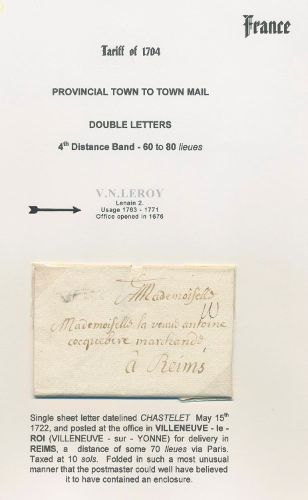 France
Tariff of 1704
PROVINCIAL TOWN TO TOWN MAIL
DOUBLE LETTERS
4th Distance Band - 60 to 80 lieues
V.N.LEROY
Lenain 2.
Usage 1763 - 1771
Office opened in 1676
A Mademoiselle
Mademoiselle la veuve antoine
cocquebere marchande
à Reims
Single sheet letter datelined CHASTELET May 15th
1722, and posted at the office in VILLENEUVE - le -
ROI (VILLENEUVE - sur - YONNE) for delivery in
REIMS, a distance of some 70 lieues via Paris.
Taxed at 10 sols. Folded in such a most unusual
manner that the postmaster could well have believed
it to have contained an enclosure.